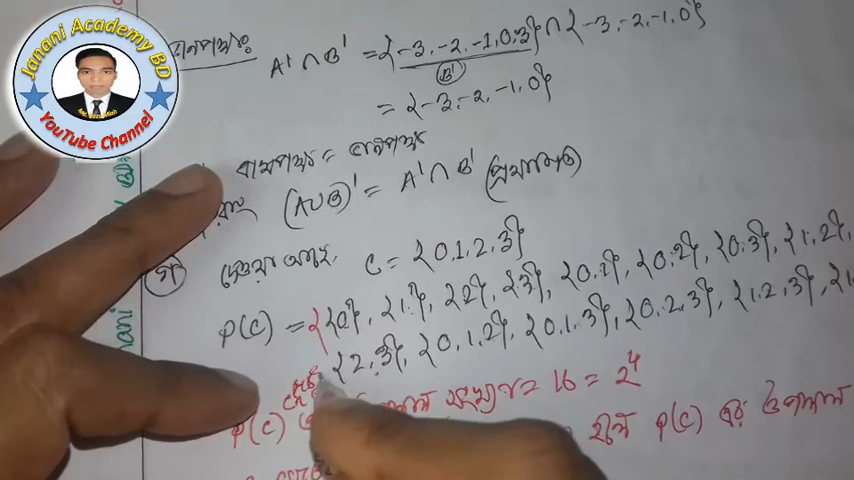 Janani Academy BD
YouTube Channel
ডানপক্ষ
A' ∩ B' = {-3, -2, -1, 0, 3} ∩ {-3, -2, -1, 0}
(B')
= {-3, -2, -1, 0}
বামপক্ষ = ডানপক্ষ
(A∪B)' = A' ∩ B' (প্রমাণিত)
গ দেওয়া আছে, C = {0, 1, 2, 3}
P(C) = {{0}, {1}, {2}, {3}, {0, 1}, {0, 2}, {0, 3}, {1, 2},
{2, 3}, {0, 1, 2}, {0, 1, 3}, {0, 2, 3}, {1, 2, 3}, {1,
P(C) সংখ্যা = 16 = 2⁴
P(C) এর উপাদান